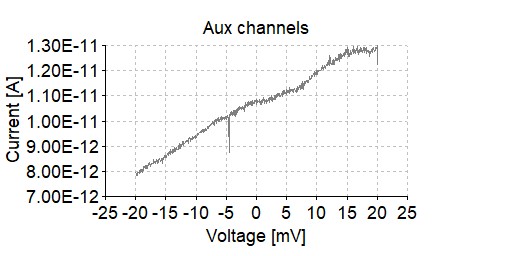 Aux channels
1.30E-11
1.20E-11
1.10E-11
1.00E-11
9.00E-12
8.00E-12
7.00E-12
Current [A]
-25 -20 -15 -10 -5 0 5 10 15 20 25
Voltage [mV]